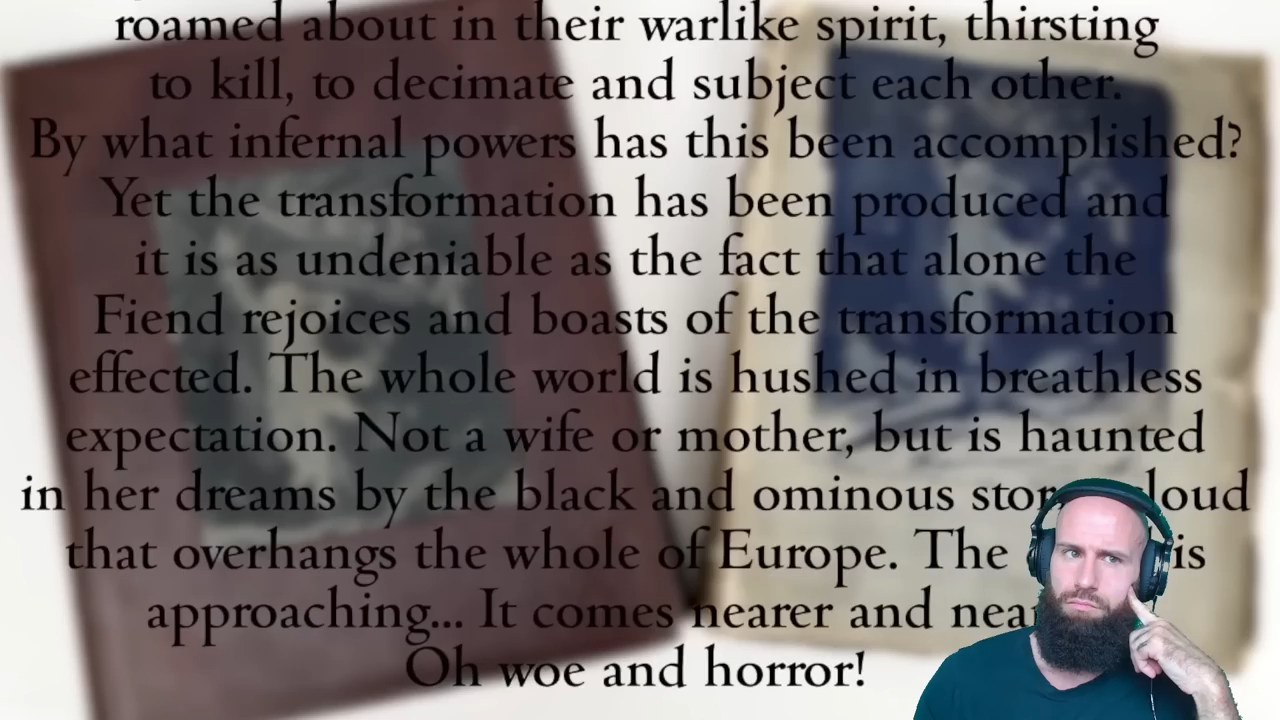 roamed about in their warlike spirit, thirsting
to kill, to decimate and subject each other.
By what infernal powers has this been accomplished?
Yet the transformation has been produced and
it is as undeniable as the fact that alone the
Fiend rejoices and boasts of the transformation
effected. The whole world is hushed in breathless
expectation. Not a wife or mother, but is haunted
in her dreams by the black and ominous
that overhangs the whole of Europe. The is
approaching... It comes nearer and
Oh woe and horror!